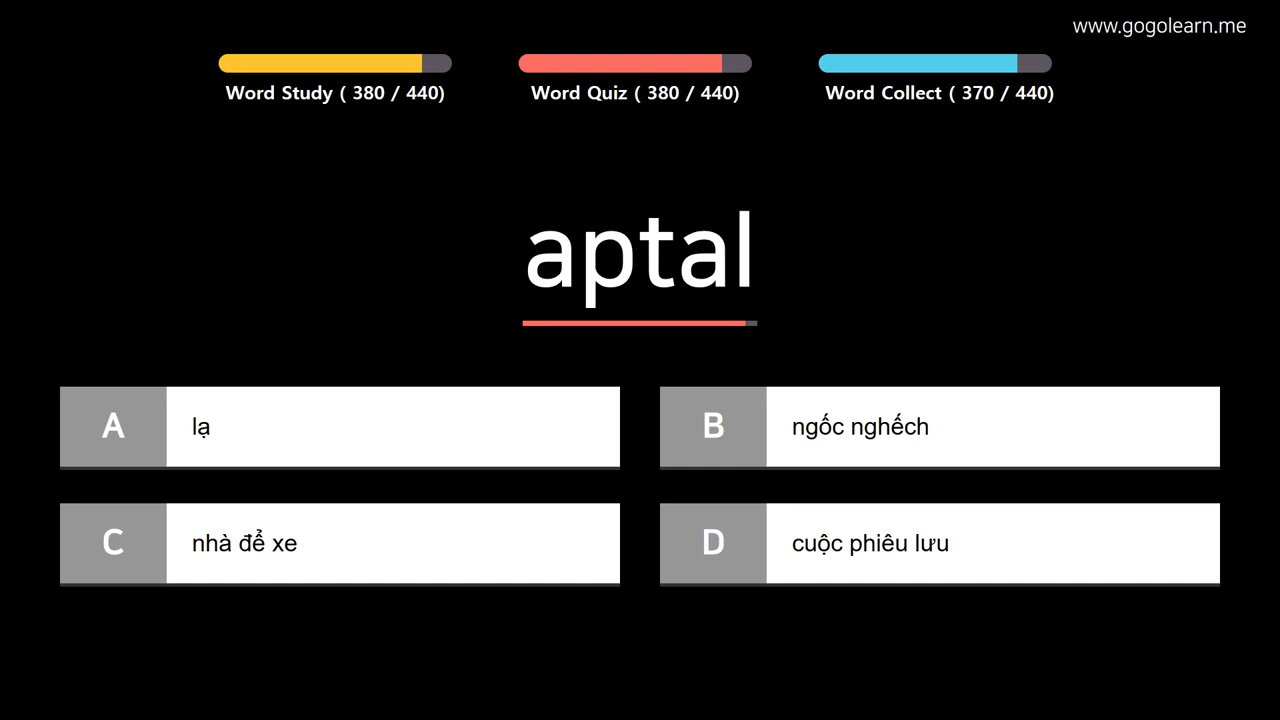 www.gogolearn.me
Word Study ( 380 / 440)
Word Quiz ( 380 / 440)
Word Collect ( 370 / 440)
aptal
A lạ
B ngốc nghếch
C nhà để xe
D cuộc phiêu lưu